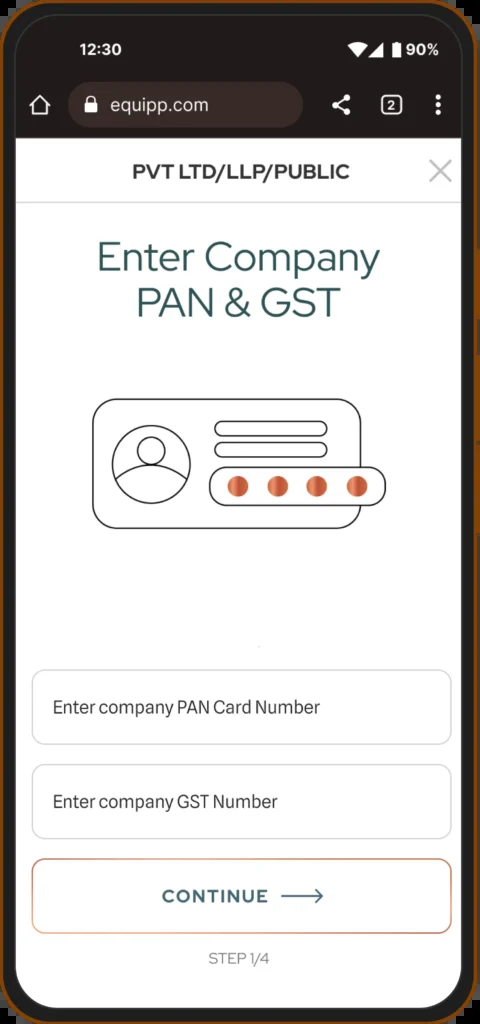 12:30
90%
equipp.com
2
PVT LTD/LLP/PUBLIC
Enter Company
PAN & GST
Enter company PAN Card Number
Enter company GST Number
CONTINUE
STEP 1/4